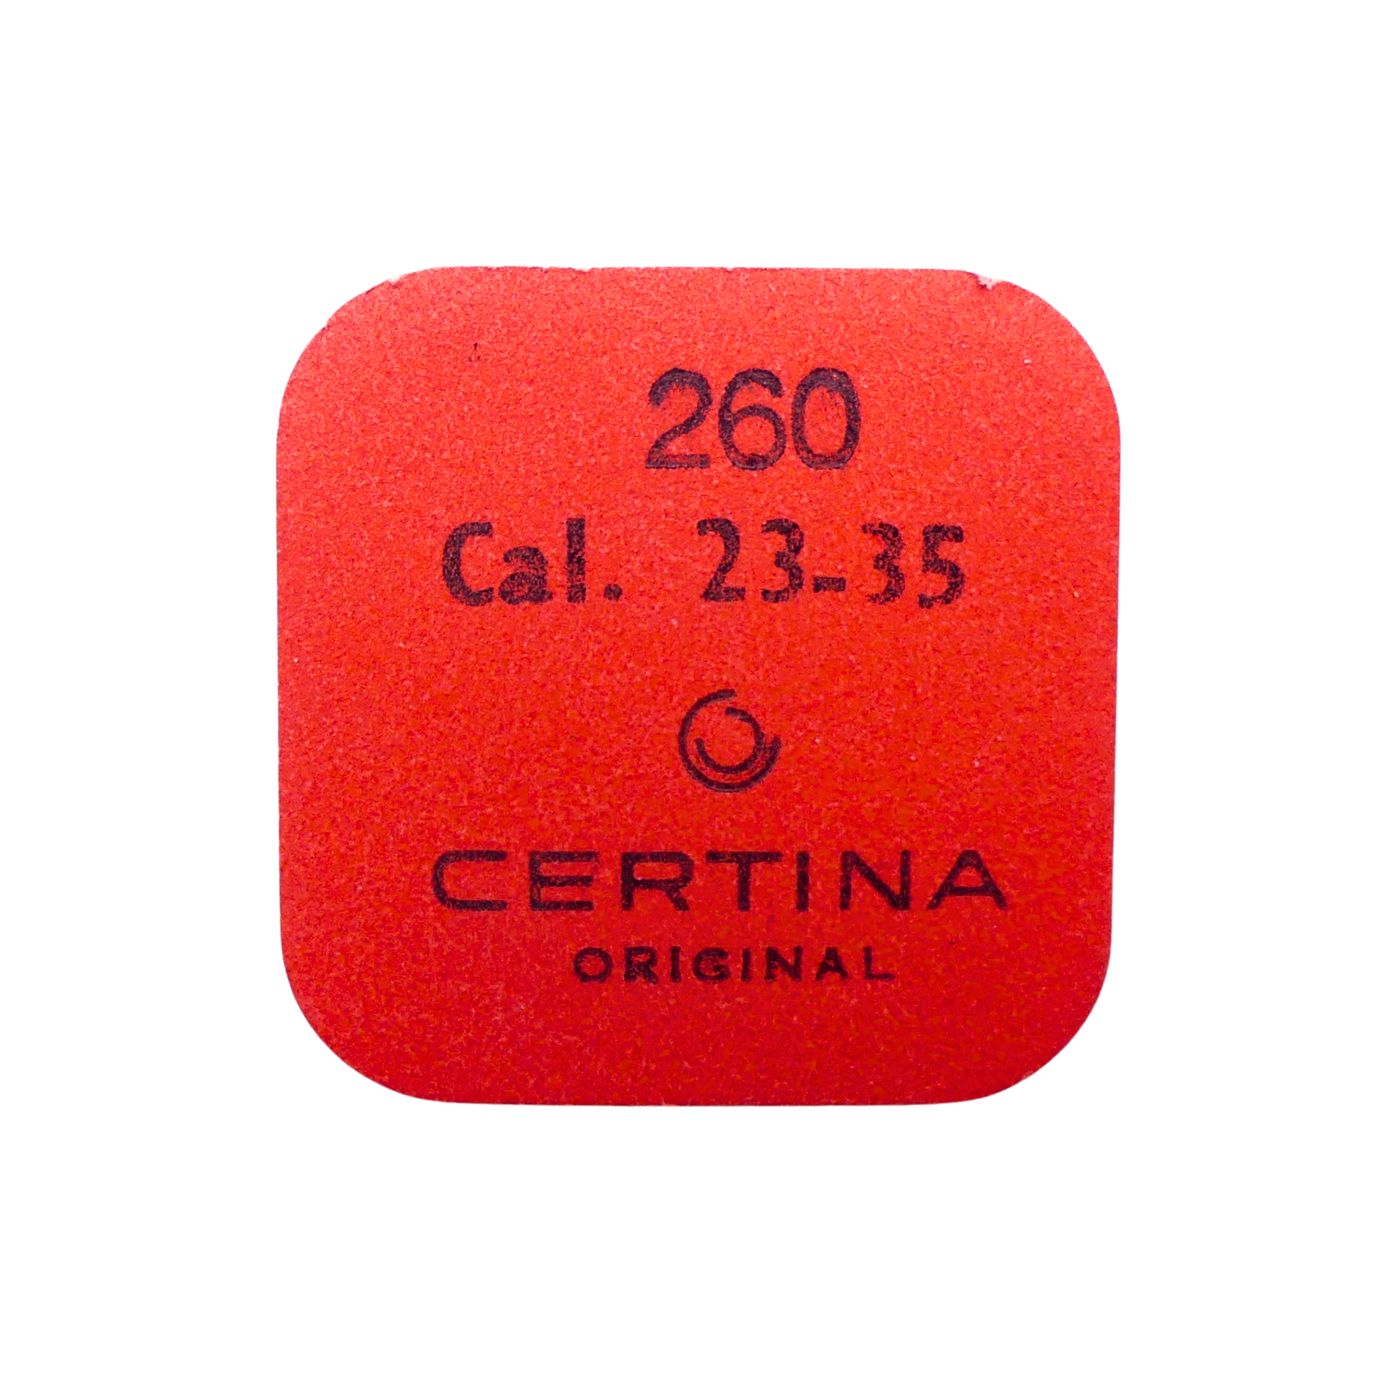 260
Cal. 23-35
CERTINA
ORIGINAL